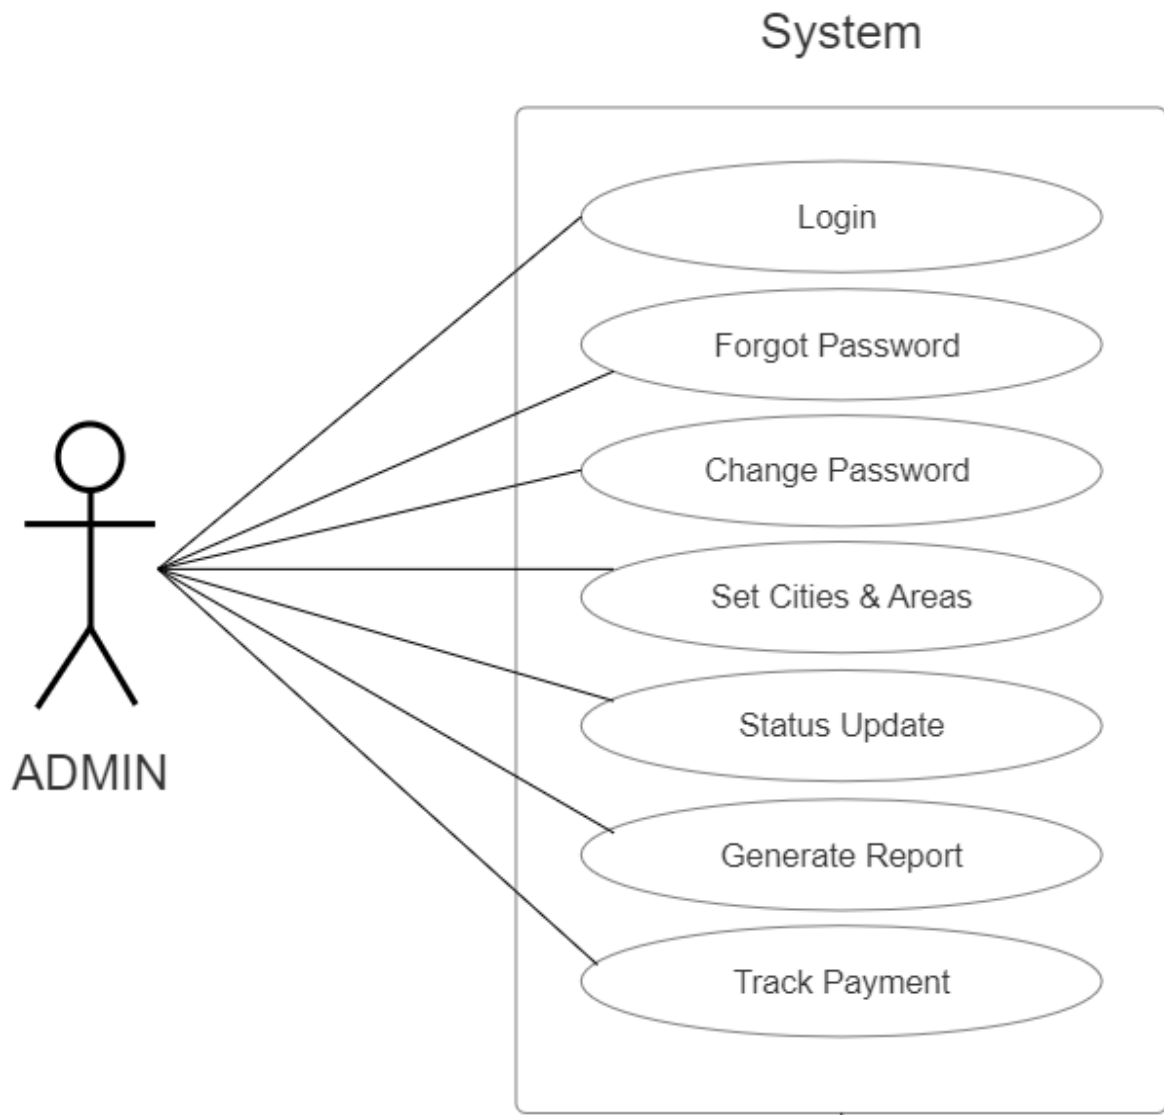 System
Login
Forgot Password
Change Password
Set Cities & Areas
Status Update
Generate Report
Track Payment
ADMIN